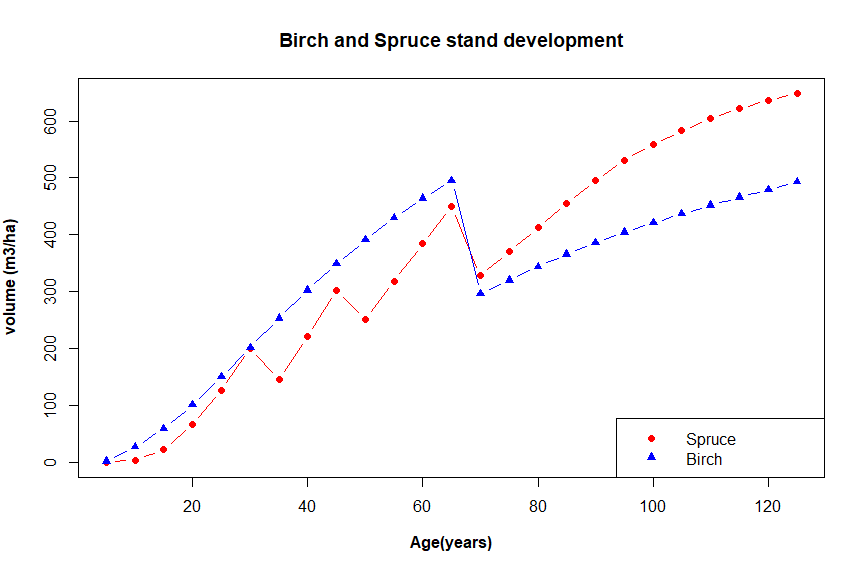 Birch and Spruce stand development
volume (m3/ha)
600
500
400
300
200
100
0
20 40 60 80 100 120
Age(years)
Spruce
Birch